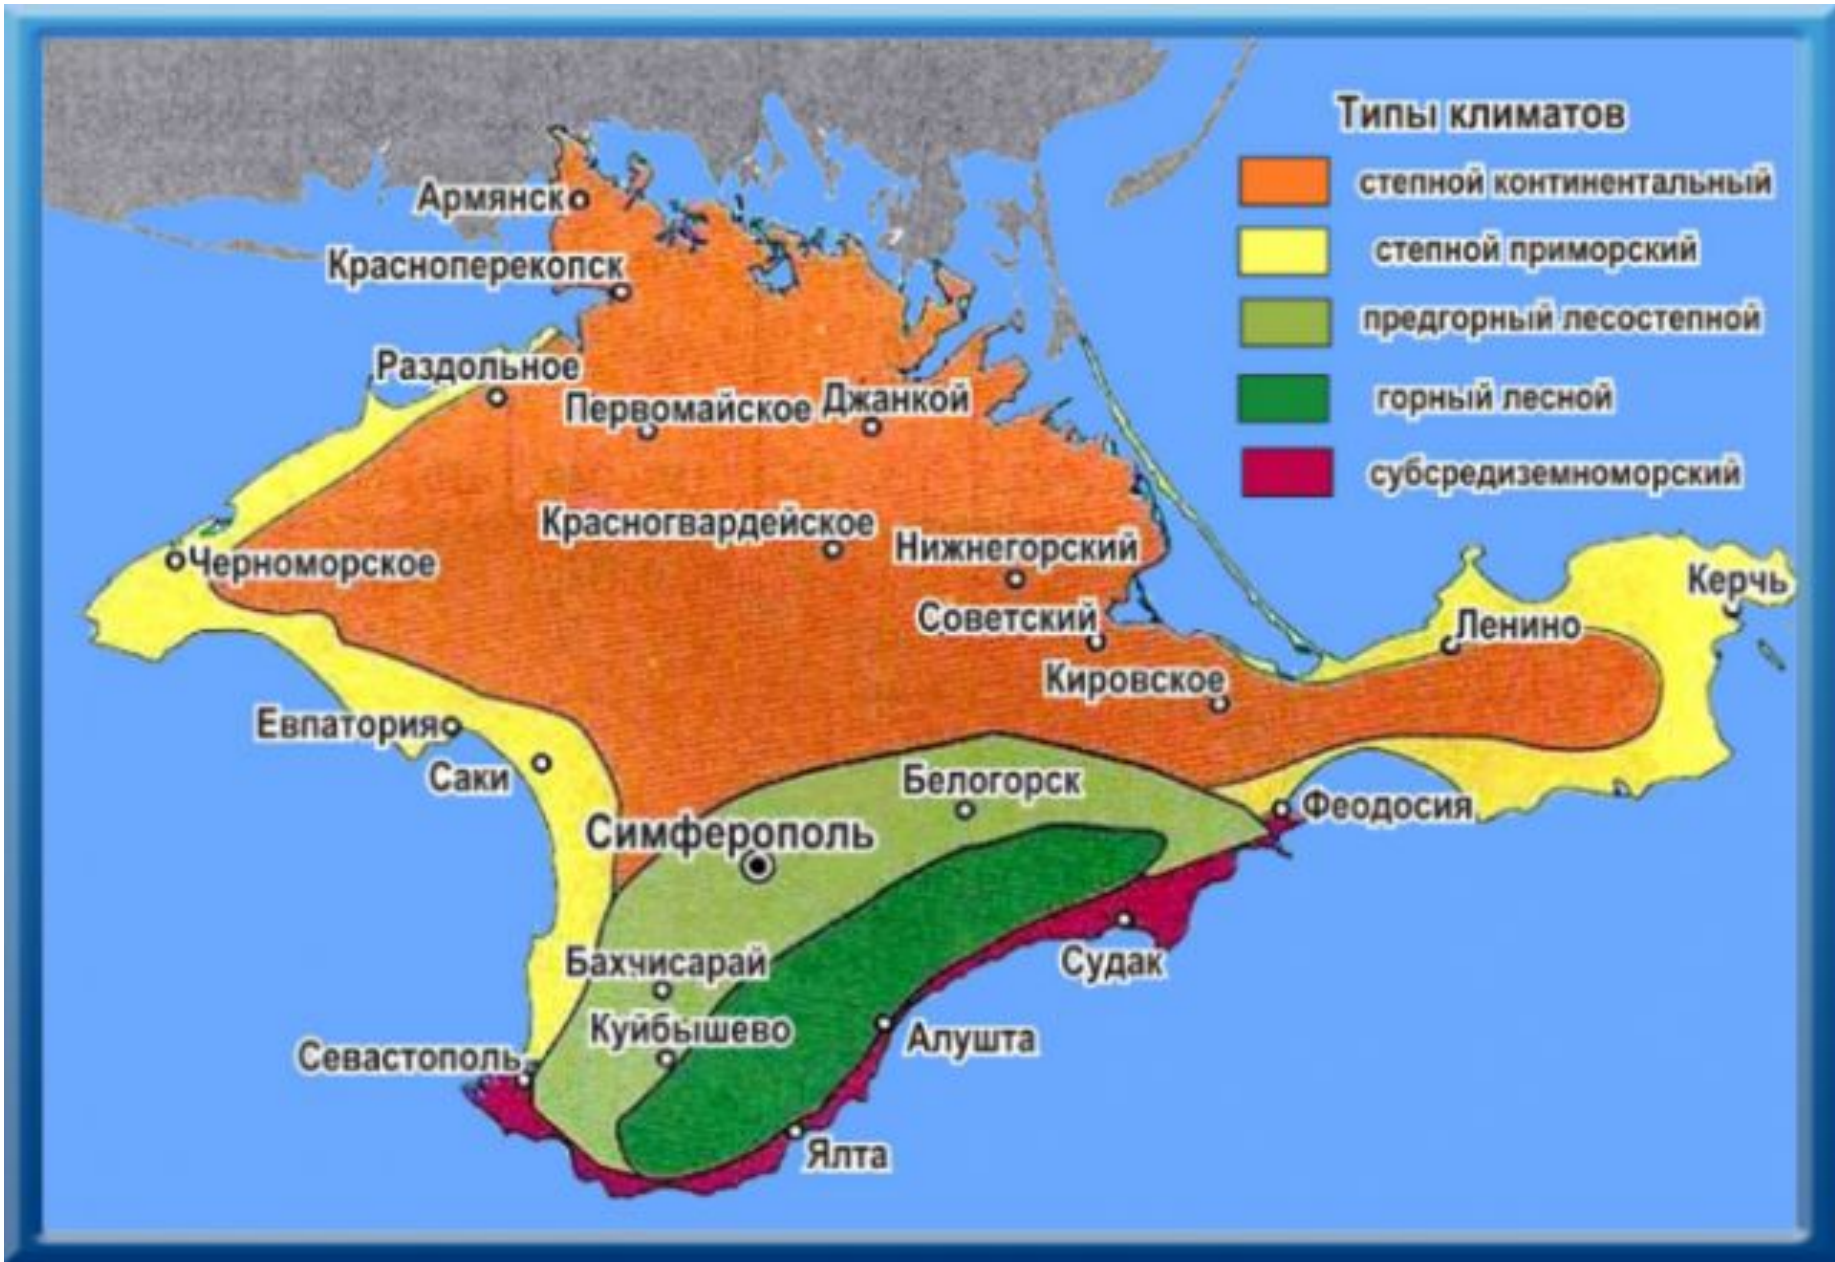 Типы климатов
степной континентальный
степной приморский
предгорный лесостепной
горный лесной
субсредиземноморский
Армянск
Красноперекопск
Раздольное
Первомайское
Джанкой
Красногвардейское
Нижнегорский
Черноморское
Советский
Ленино
Керчь
Кировское
Евпатория
Саки
Белогорск
Феодосия
Симферополь
Бахчисарай
Судак
Куйбышево
Алушта
Севастополь
Ялта